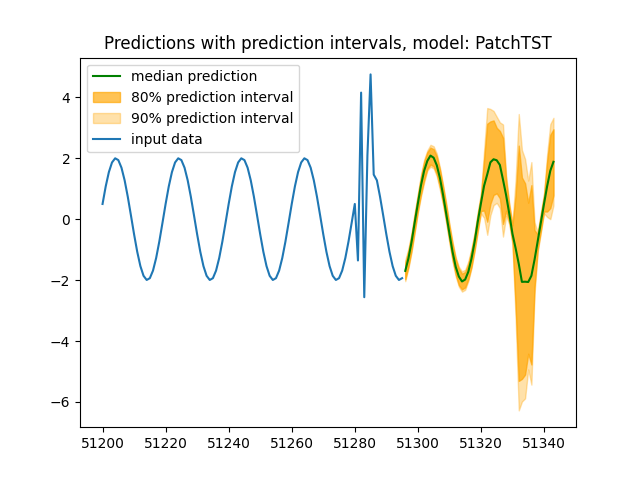 Predictions with prediction intervals, model: PatchTST
median prediction
80% prediction interval
90% prediction interval
input data
4
2
0
−2
−4
−6
51200 51220 51240 51260 51280 51300 51320 51340